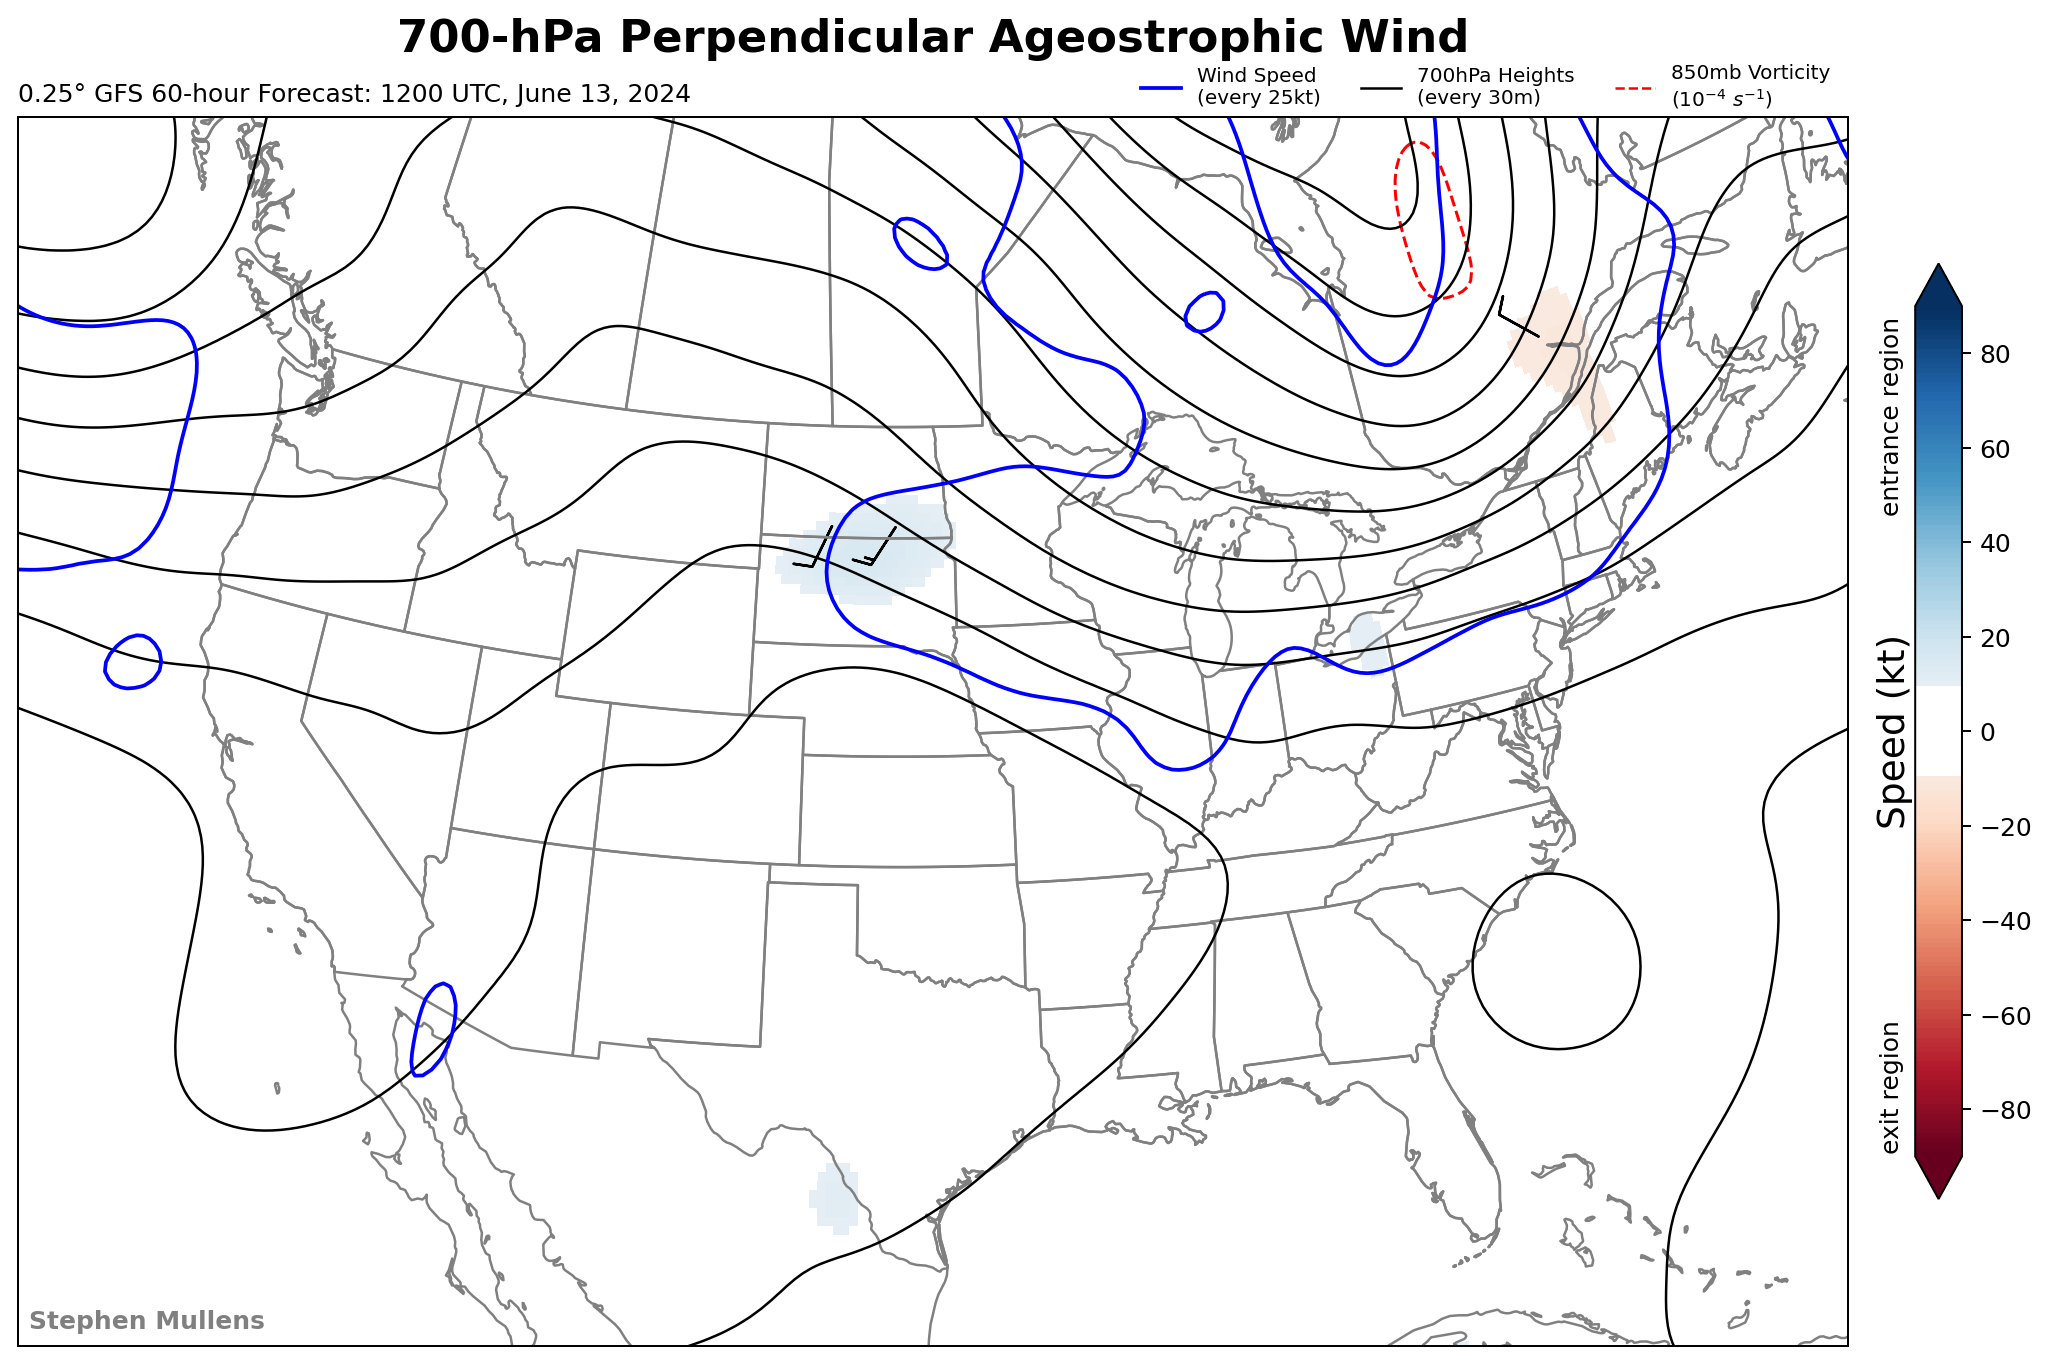 700-hPa Perpendicular Ageostrophic Wind
0.25° GFS 60-hour Forecast: 1200 UTC, June 13, 2024
Wind Speed
(every 25kt)
700hPa Heights
(every 30m)
850mb Vorticity
(10⁻⁴ s⁻¹)
entrance region
Speed (kt)
exit region
80
60
40
20
0
−20
−40
−60
−80
Stephen Mullens